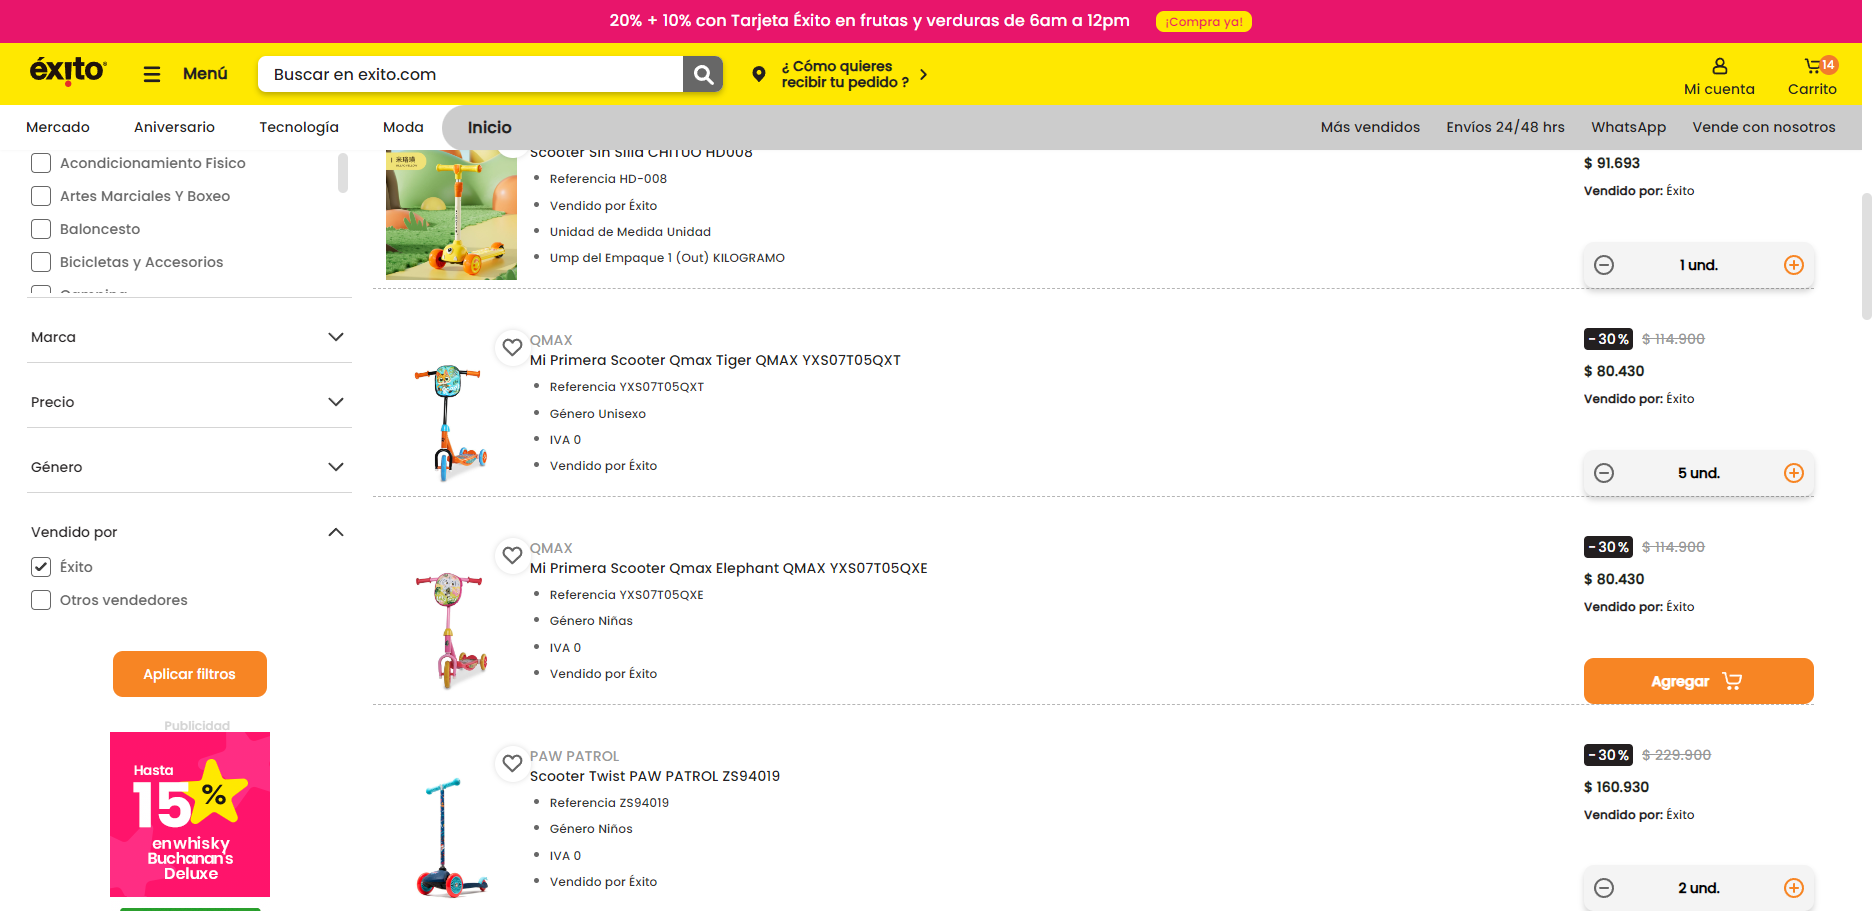 20% + 10% con Tarjeta Éxito en frutas y verduras de 6am a 12pm
¡Compra ya!
éxito
Menú
Buscar en exito.com
¿ Cómo quieres
recibir tu pedido ?
Mi cuenta
14
Carrito
Mercado
Aniversario
Tecnología
Moda
Inicio
Más vendidos
Envíos 24/48 hrs
WhatsApp
Vende con nosotros
Acondicionamiento Fisico
Artes Marciales Y Boxeo
Baloncesto
Bicicletas y Accesorios
Camping
Marca
Precio
Género
Vendido por
Éxito
Otros vendedores
Aplicar filtros
Publicidad
Hasta
15%
en whisky
Buchanan's
Deluxe
Scooter Sin Silla CHITUO HD008
Referencia HD-008
Vendido por Éxito
Unidad de Medida Unidad
Ump del Empaque 1 (Out) KILOGRAMO
$ 91.693
Vendido por: Éxito
1 und.
QMAX
Mi Primera Scooter Qmax Tiger QMAX YXS07T05QXT
Referencia YXS07T05QXT
Género Unisexo
IVA 0
Vendido por Éxito
-30% $ 114.900
$ 80.430
Vendido por: Éxito
5 und.
QMAX
Mi Primera Scooter Qmax Elephant QMAX YXS07T05QXE
Referencia YXS07T05QXE
Género Niñas
IVA 0
Vendido por Éxito
-30% $ 114.900
$ 80.430
Vendido por: Éxito
Agregar
PAW PATROL
Scooter Twist PAW PATROL ZS94019
Referencia ZS94019
Género Niños
IVA 0
Vendido por Éxito
-30% $ 229.900
$ 160.930
Vendido por: Éxito
2 und.